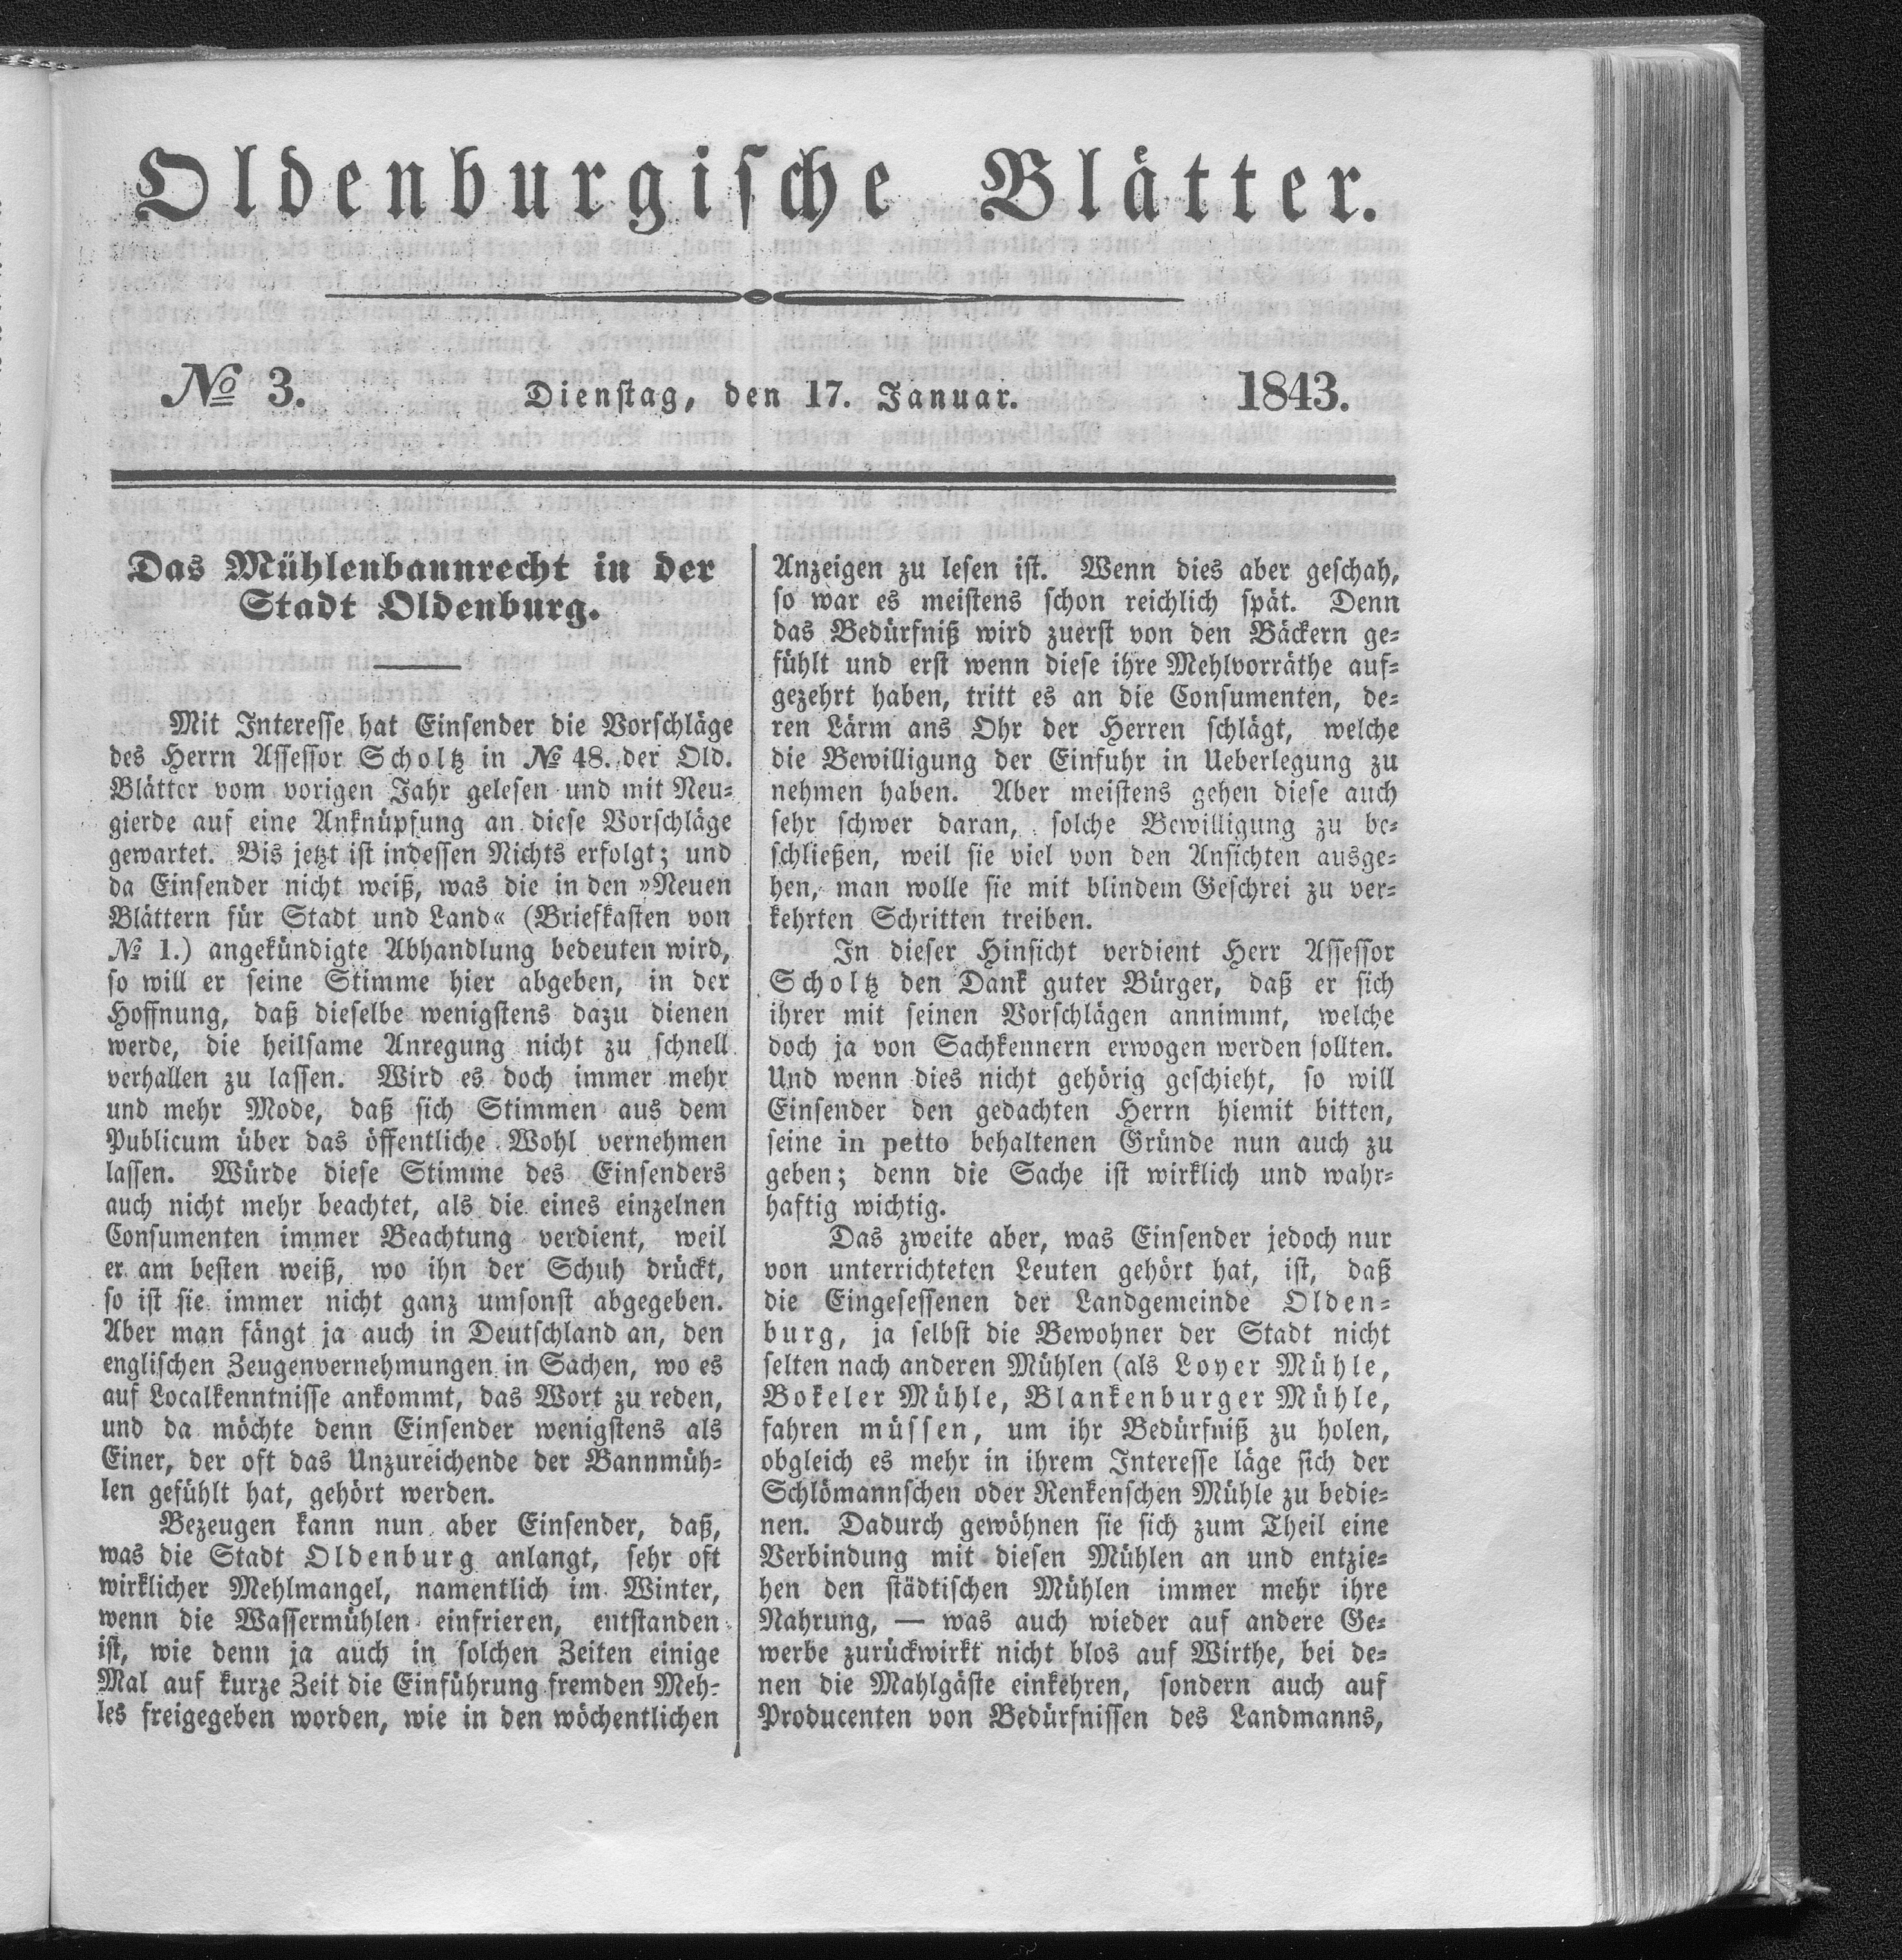 Oldenburgische Blätter.
№ 3.
Dienstag, den 17. Januar.
1843.
Das Mühlenbannrecht in der
Stadt Oldenburg.
Mit Interesse hat Einsender die Vorschläge
des Herrn Assessor Scholtz in № 48. der Old.
Blätter vom vorigen Jahr gelesen und mit Neu-
gierde auf eine Anknüpfung an diese Vorschläge
gewartet. Bis jetzt ist indessen Nichts erfolgt; und
da Einsender nicht weiß, was die in den »Neuen
Blättern für Stadt und Land« (Briefkasten von
№ 1.) angekündigte Abhandlung bedeuten wird,
so will er seine Stimme hier abgeben, in der
Hoffnung, daß dieselbe wenigstens dazu dienen
werde, die heilsame Anregung nicht zu schnell
verhallen zu lassen. Wird es doch immer mehr
und mehr Mode, daß sich Stimmen aus dem
Publicum über das öffentliche Wohl vernehmen
lassen. Würde diese Stimme des Einsenders
auch nicht mehr beachtet, als die eines einzelnen
Consumenten immer Beachtung verdient, weil
er am besten weiß, wo ihn der Schuh drückt,
so ist sie immer nicht ganz umsonst abgegeben.
Aber man fängt ja auch in Deutschland an, den
englischen Zeugenvernehmungen in Sachen, wo es
auf Localkenntnisse ankommt, das Wort zu reden,
und da möchte denn Einsender wenigstens als
Einer, der oft das Unzureichende der Bannmüh-
len gefühlt hat, gehört werden.
Bezeugen kann nun aber Einsender, daß,
was die Stadt Oldenburg anlangt, sehr oft
wirklicher Mehlmangel, namentlich im Winter,
wenn die Wassermühlen einfrieren, entstanden
ist, wie denn ja auch in solchen Zeiten einige
Mal auf kurze Zeit die Einführung fremden Meh-
les freigegeben worden, wie in den wöchentlichen
Anzeigen zu lesen ist. Wenn dies aber geschah,
so war es meistens schon reichlich spät. Denn
das Bedürfniß wird zuerst von den Bäckern ge-
fühlt und erst wenn diese ihre Mehlvorräthe auf-
gezehrt haben, tritt es an die Consumenten, de-
ren Lärm ans Ohr der Herren schlägt, welche
die Bewilligung der Einfuhr in Ueberlegung zu
nehmen haben. Aber meistens gehen diese auch
sehr schwer daran, solche Bewilligung zu be-
schließen, weil sie viel von den Ansichten ausge-
hen, man wolle sie mit blindem Geschrei zu ver-
kehrten Schritten treiben.
In dieser Hinsicht verdient Herr Assessor
Scholtz den Dank guter Bürger, daß er sich
ihrer mit seinen Vorschlägen annimmt, welche
doch ja von Sachkennern erwogen werden sollten.
Und wenn dies nicht gehörig geschieht, so will
Einsender den gedachten Herrn hiemit bitten,
seine in petto behaltenen Gründe nun auch zu
geben; denn die Sache ist wirklich und wahr-
haftig wichtig.
Das zweite aber, was Einsender jedoch nur
von unterrichteten Leuten gehört hat, ist, daß
die Eingesessenen der Landgemeinde Olden-
burg, ja selbst die Bewohner der Stadt nicht
selten nach anderen Mühlen (als Loyer Mühle,
Bokeler Mühle, Blankenburger Mühle,
fahren müssen, um ihr Bedürfniß zu holen,
obgleich es mehr in ihrem Interesse läge sich der
Schlömannschen oder Renkenschen Mühle zu bedie-
nen. Dadurch gewöhnen sie sich zum Theil eine
Verbindung mit diesen Mühlen an und entzie-
hen den städtischen Mühlen immer mehr ihre
Nahrung, — was auch wieder auf andere Ge-
werbe zurückwirkt nicht blos auf Wirthe, bei de-
nen die Mahlgäste einkehren, sondern auch auf
Producenten von Bedürfnissen des Landmanns,